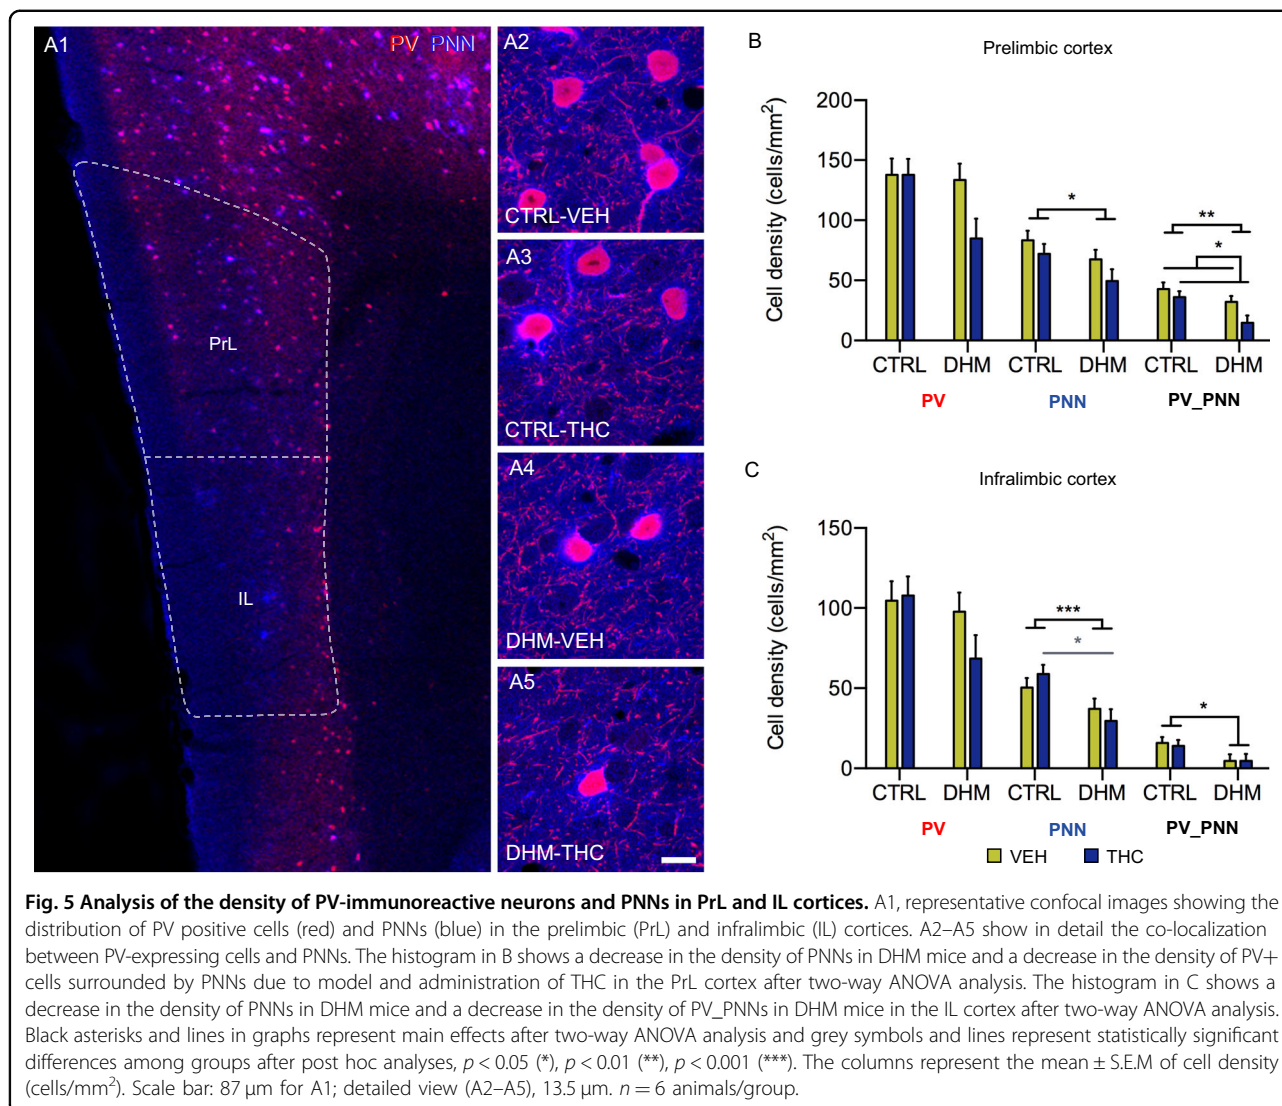 A1
PV PNN
PrL
IL
A2
CTRL-VEH
A3
CTRL-THC
A4
DHM-VEH
A5
DHM-THC
B
Prelimbic cortex
Cell density (cells/mm²)
200
150
100
50
0
*
**
*
CTRL DHM CTRL DHM CTRL DHM
PV PNN PV_PNN
C
Infralimbic cortex
Cell density (cells/mm²)
150
100
50
0
***
*
*
CTRL DHM CTRL DHM CTRL DHM
PV PNN PV_PNN
VEH THC
Fig. 5 Analysis of the density of PV-immunoreactive neurons and PNNs in PrL and IL cortices. A1, representative confocal images showing the
distribution of PV positive cells (red) and PNNs (blue) in the prelimbic (PrL) and infralimbic (IL) cortices. A2–A5 show in detail the co-localization
between PV-expressing cells and PNNs. The histogram in B shows a decrease in the density of PNNs in DHM mice and a decrease in the density of PV+
cells surrounded by PNNs due to model and administration of THC in the PrL cortex after two-way ANOVA analysis. The histogram in C shows a
decrease in the density of PNNs in DHM mice and a decrease in the density of PV_PNNs in DHM mice in the IL cortex after two-way ANOVA analysis.
Black asterisks and lines in graphs represent main effects after two-way ANOVA analysis and grey symbols and lines represent statistically significant
differences among groups after post hoc analyses, p < 0.05 (*), p < 0.01 (**), p < 0.001 (***). The columns represent the mean ± S.E.M of cell density
(cells/mm²). Scale bar: 87 µm for A1; detailed view (A2–A5), 13.5 µm. n = 6 animals/group.